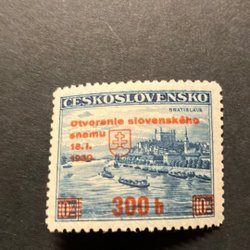 ČESKOSLOVENSKO
BRATISLAVA
Otvorenie slovenského
snemu
18.1.
1939
300 h